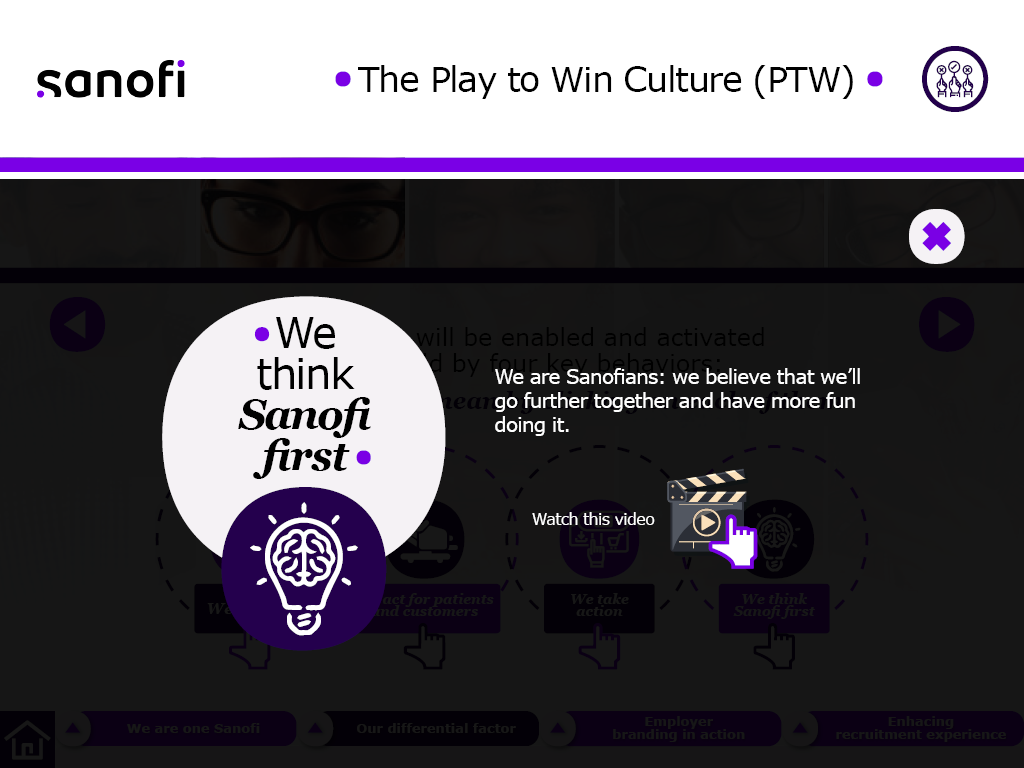 sanofi
The Play to Win Culture (PTW)
We
think
Sanofi
first
will be enabled and activated
by four key behaviors:
We are Sanofians: we believe that we’ll
go further together and have more fun
doing it.
Watch this video
We
act for patients
and customers
We take
action
We think
Sanofi first
We are one Sanofi
Our differential factor
Employer
branding in action
Enhacing
recruitment experience